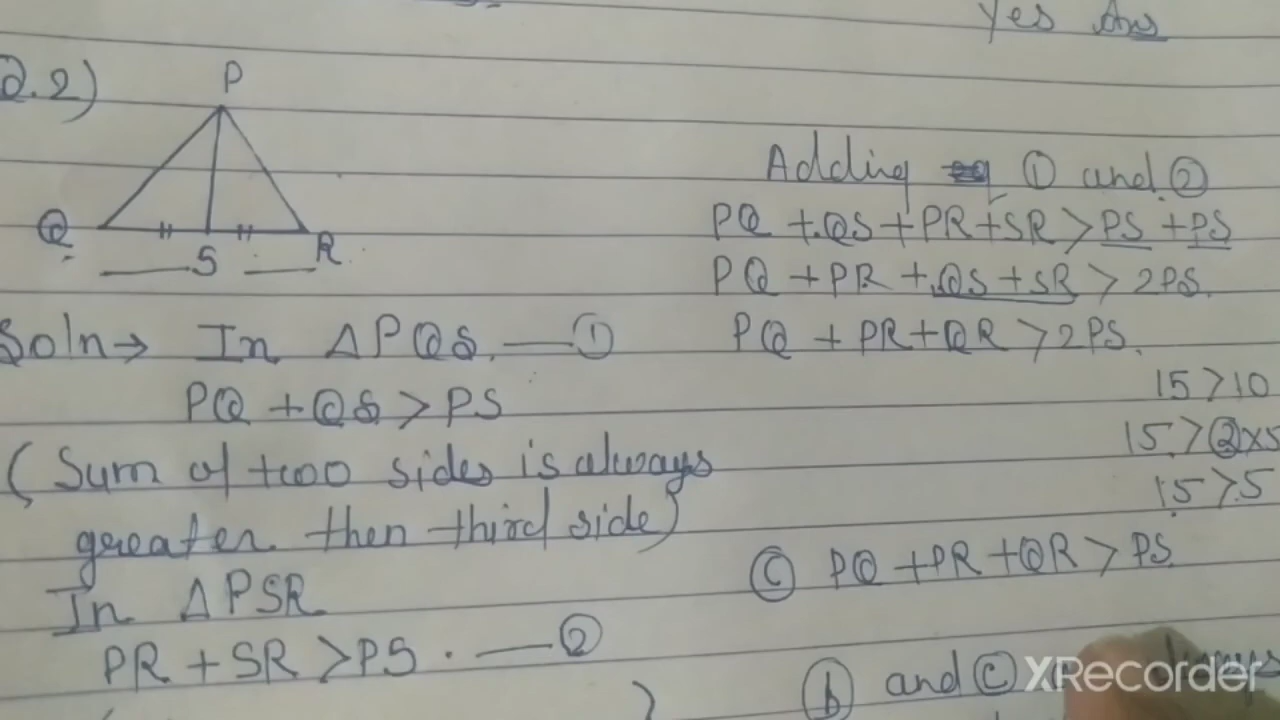 Yes Ans
Q.2)
P
Q
S
R
Soln→ In ΔPQS. —①
PQ + QS > PS
(Sum of two sides is always
greater then third side)
In ΔPSR
PR + SR > PS. —②
Adding eq ① and ②
PQ + QS + PR + SR > PS + PS
PQ + PR + QS + SR > 2PS.
PQ + PR + QR > 2PS.
15 > 10
15 > 2×5
15 > 5
ⓒ PQ + PR + QR > PS
ⓑ and ⓒ
XRecorder